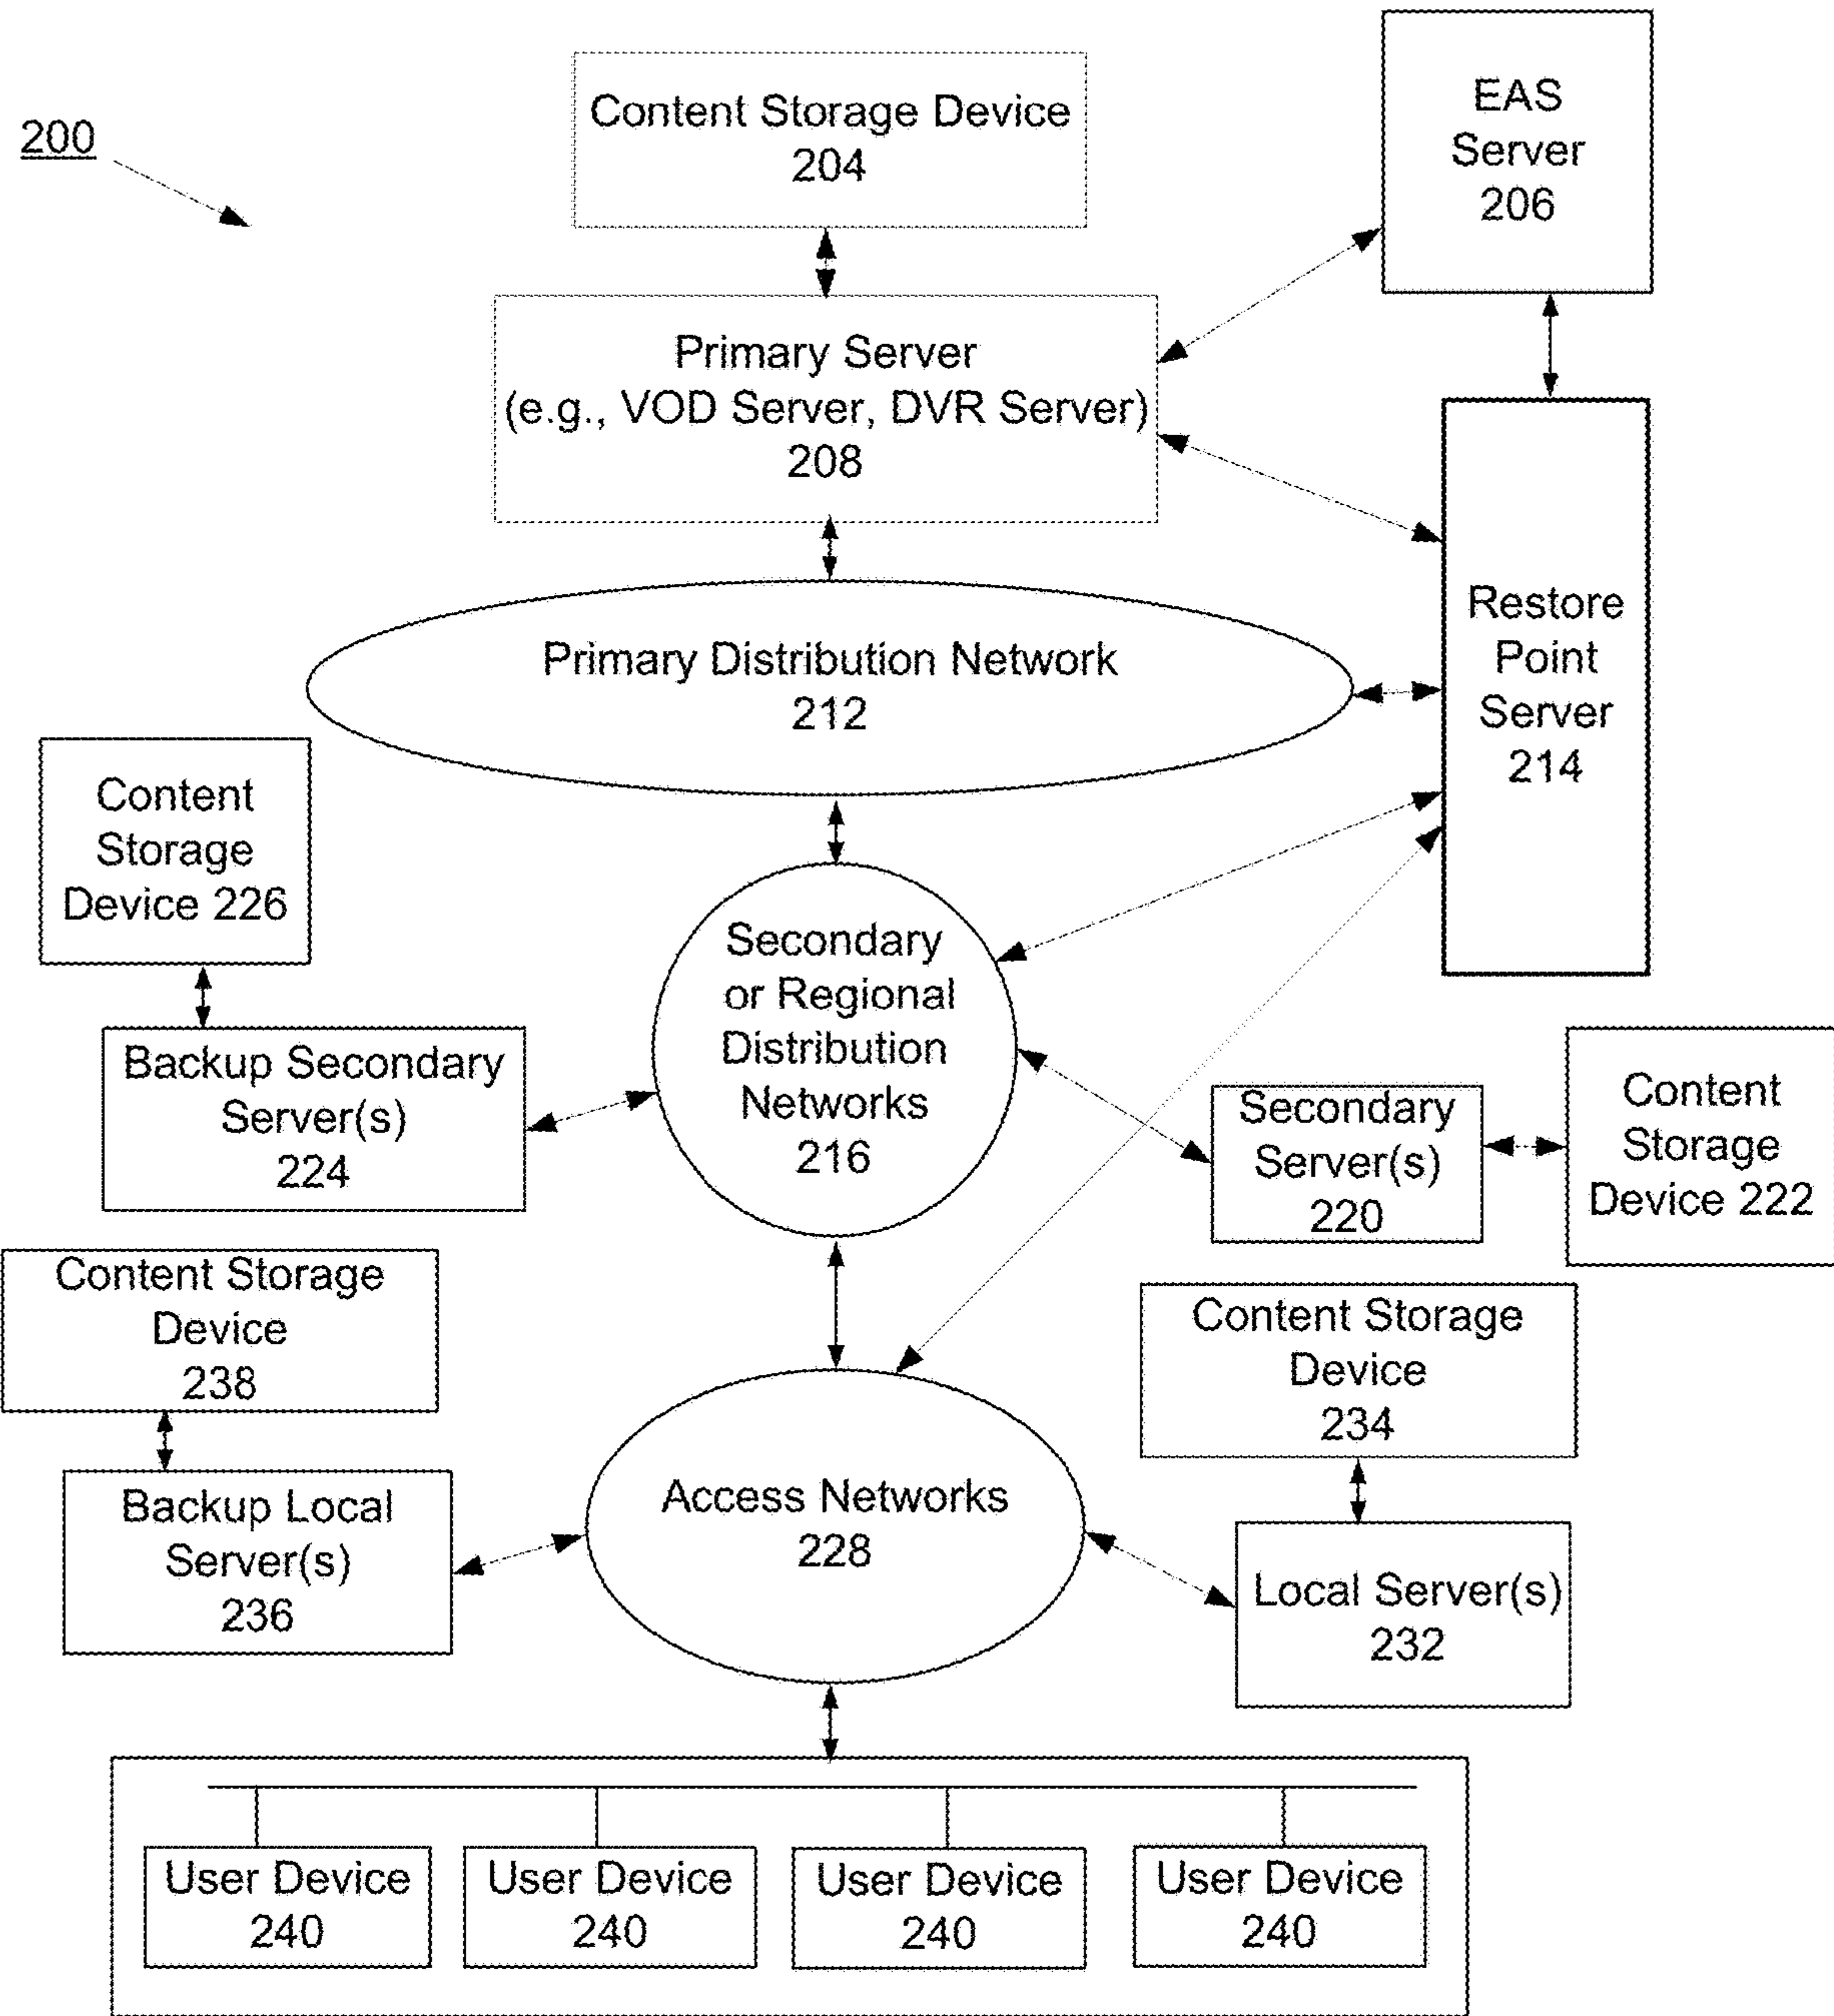 200
Content Storage Device
204
EAS
Server
206
Primary Server
(e.g., VOD Server, DVR Server)
208
Restore
Point
Server
214
Primary Distribution Network
212
Content
Storage
Device 226
Secondary
or Regional
Distribution
Networks
216
Backup Secondary
Server(s)
224
Secondary
Server(s)
220
Content
Storage
Device 222
Content Storage
Device
238
Content Storage
Device
234
Backup Local
Server(s)
236
Access Networks
228
Local Server(s)
232
User Device
240
User Device
240
User Device
240
User Device
240